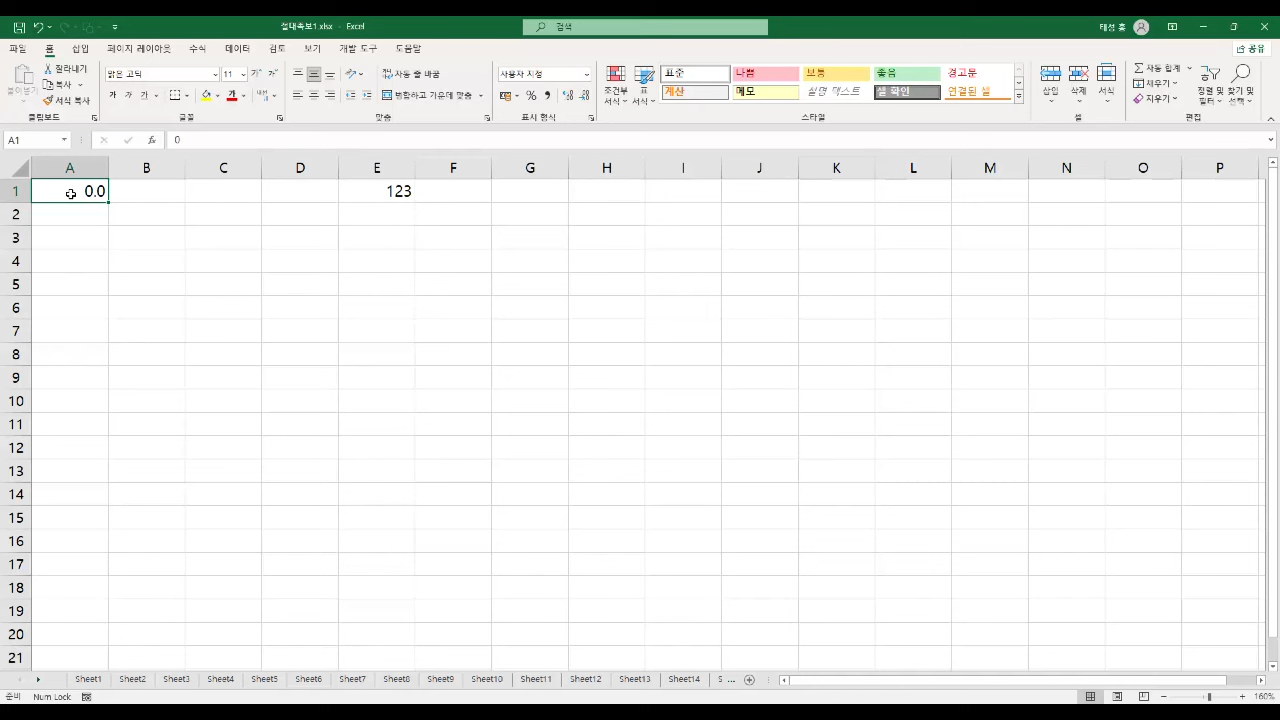 절대족보1.xlsx - Excel
검색
태성 홍
파일 홈 삽입 페이지 레이아웃 수식 데이터 검토 보기 개발 도구 도움말
공유
붙여넣기
잘라내기
복사
서식 복사
클립보드
맑은 고딕 11
가 가 가
글꼴
자동 줄 바꿈
병합하고 가운데 맞춤
맞춤
사용자 지정
표시 형식
조건부 서식
표 서식
표준 나쁨 보통 좋음 경고문
계산 메모 설명 텍스트 셀 확인 연결된 셀
스타일
삽입 삭제 서식
셀
자동 합계
채우기
지우기
정렬 및 필터
찾기 및 선택
편집
A1 fx 0
A B C D E F G H I J K L M N O P
1 0.0 123
2
3
4
5
6
7
8
9
10
11
12
13
14
15
16
17
18
19
20
21
Sheet1 Sheet2 Sheet3 Sheet4 Sheet5 Sheet6 Sheet7 Sheet8 Sheet9 Sheet10 Sheet11 Sheet12 Sheet13 Sheet14 S ...
준비 Num Lock 160%